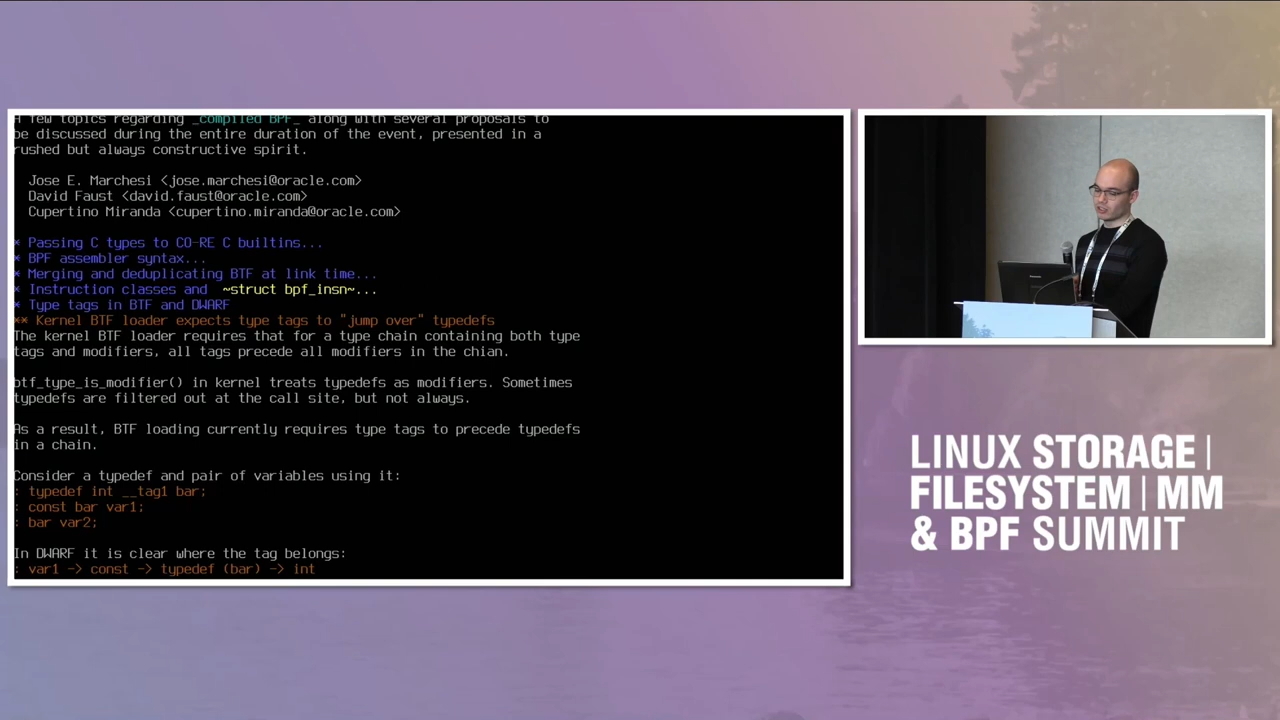 A few topics regarding _compiled BPF_ along with several proposals to
be discussed during the entire duration of the event, presented in a
rushed but always constructive spirit.
Jose E. Marchesi <jose.marchesi@oracle.com>
David Faust <david.faust@oracle.com>
Cupertino Miranda <cupertino.miranda@oracle.com>
* Passing C types to CO-RE C builtins...
* BPF assembler syntax...
* Merging and deduplicating BTF at link time...
* Instruction classes and  ~struct bpf_insn~...
* Type tags in BTF and DWARF
** Kernel BTF loader expects type tags to "jump over" typedefs
The kernel BTF loader requires that for a type chain containing both type
tags and modifiers, all tags precede all modifiers in the chian.
btf_type_is_modifier() in kernel treats typedefs as modifiers. Sometimes
typedefs are filtered out at the call site, but not always.
As a result, BTF loading currently requires type tags to precede typedefs
in a chain.
Consider a typedef and pair of variables using it:
: typedef int __tag1 bar;
: const bar var1;
: bar var2;
In DWARF it is clear where the tag belongs:
: var1 -> const -> typedef (bar) -> int
LINUX STORAGE |
FILESYSTEM | MM
& BPF SUMMIT